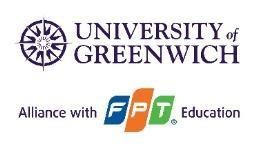 UNIVERSITY of
GREENWICH
Alliance with FPT® Education